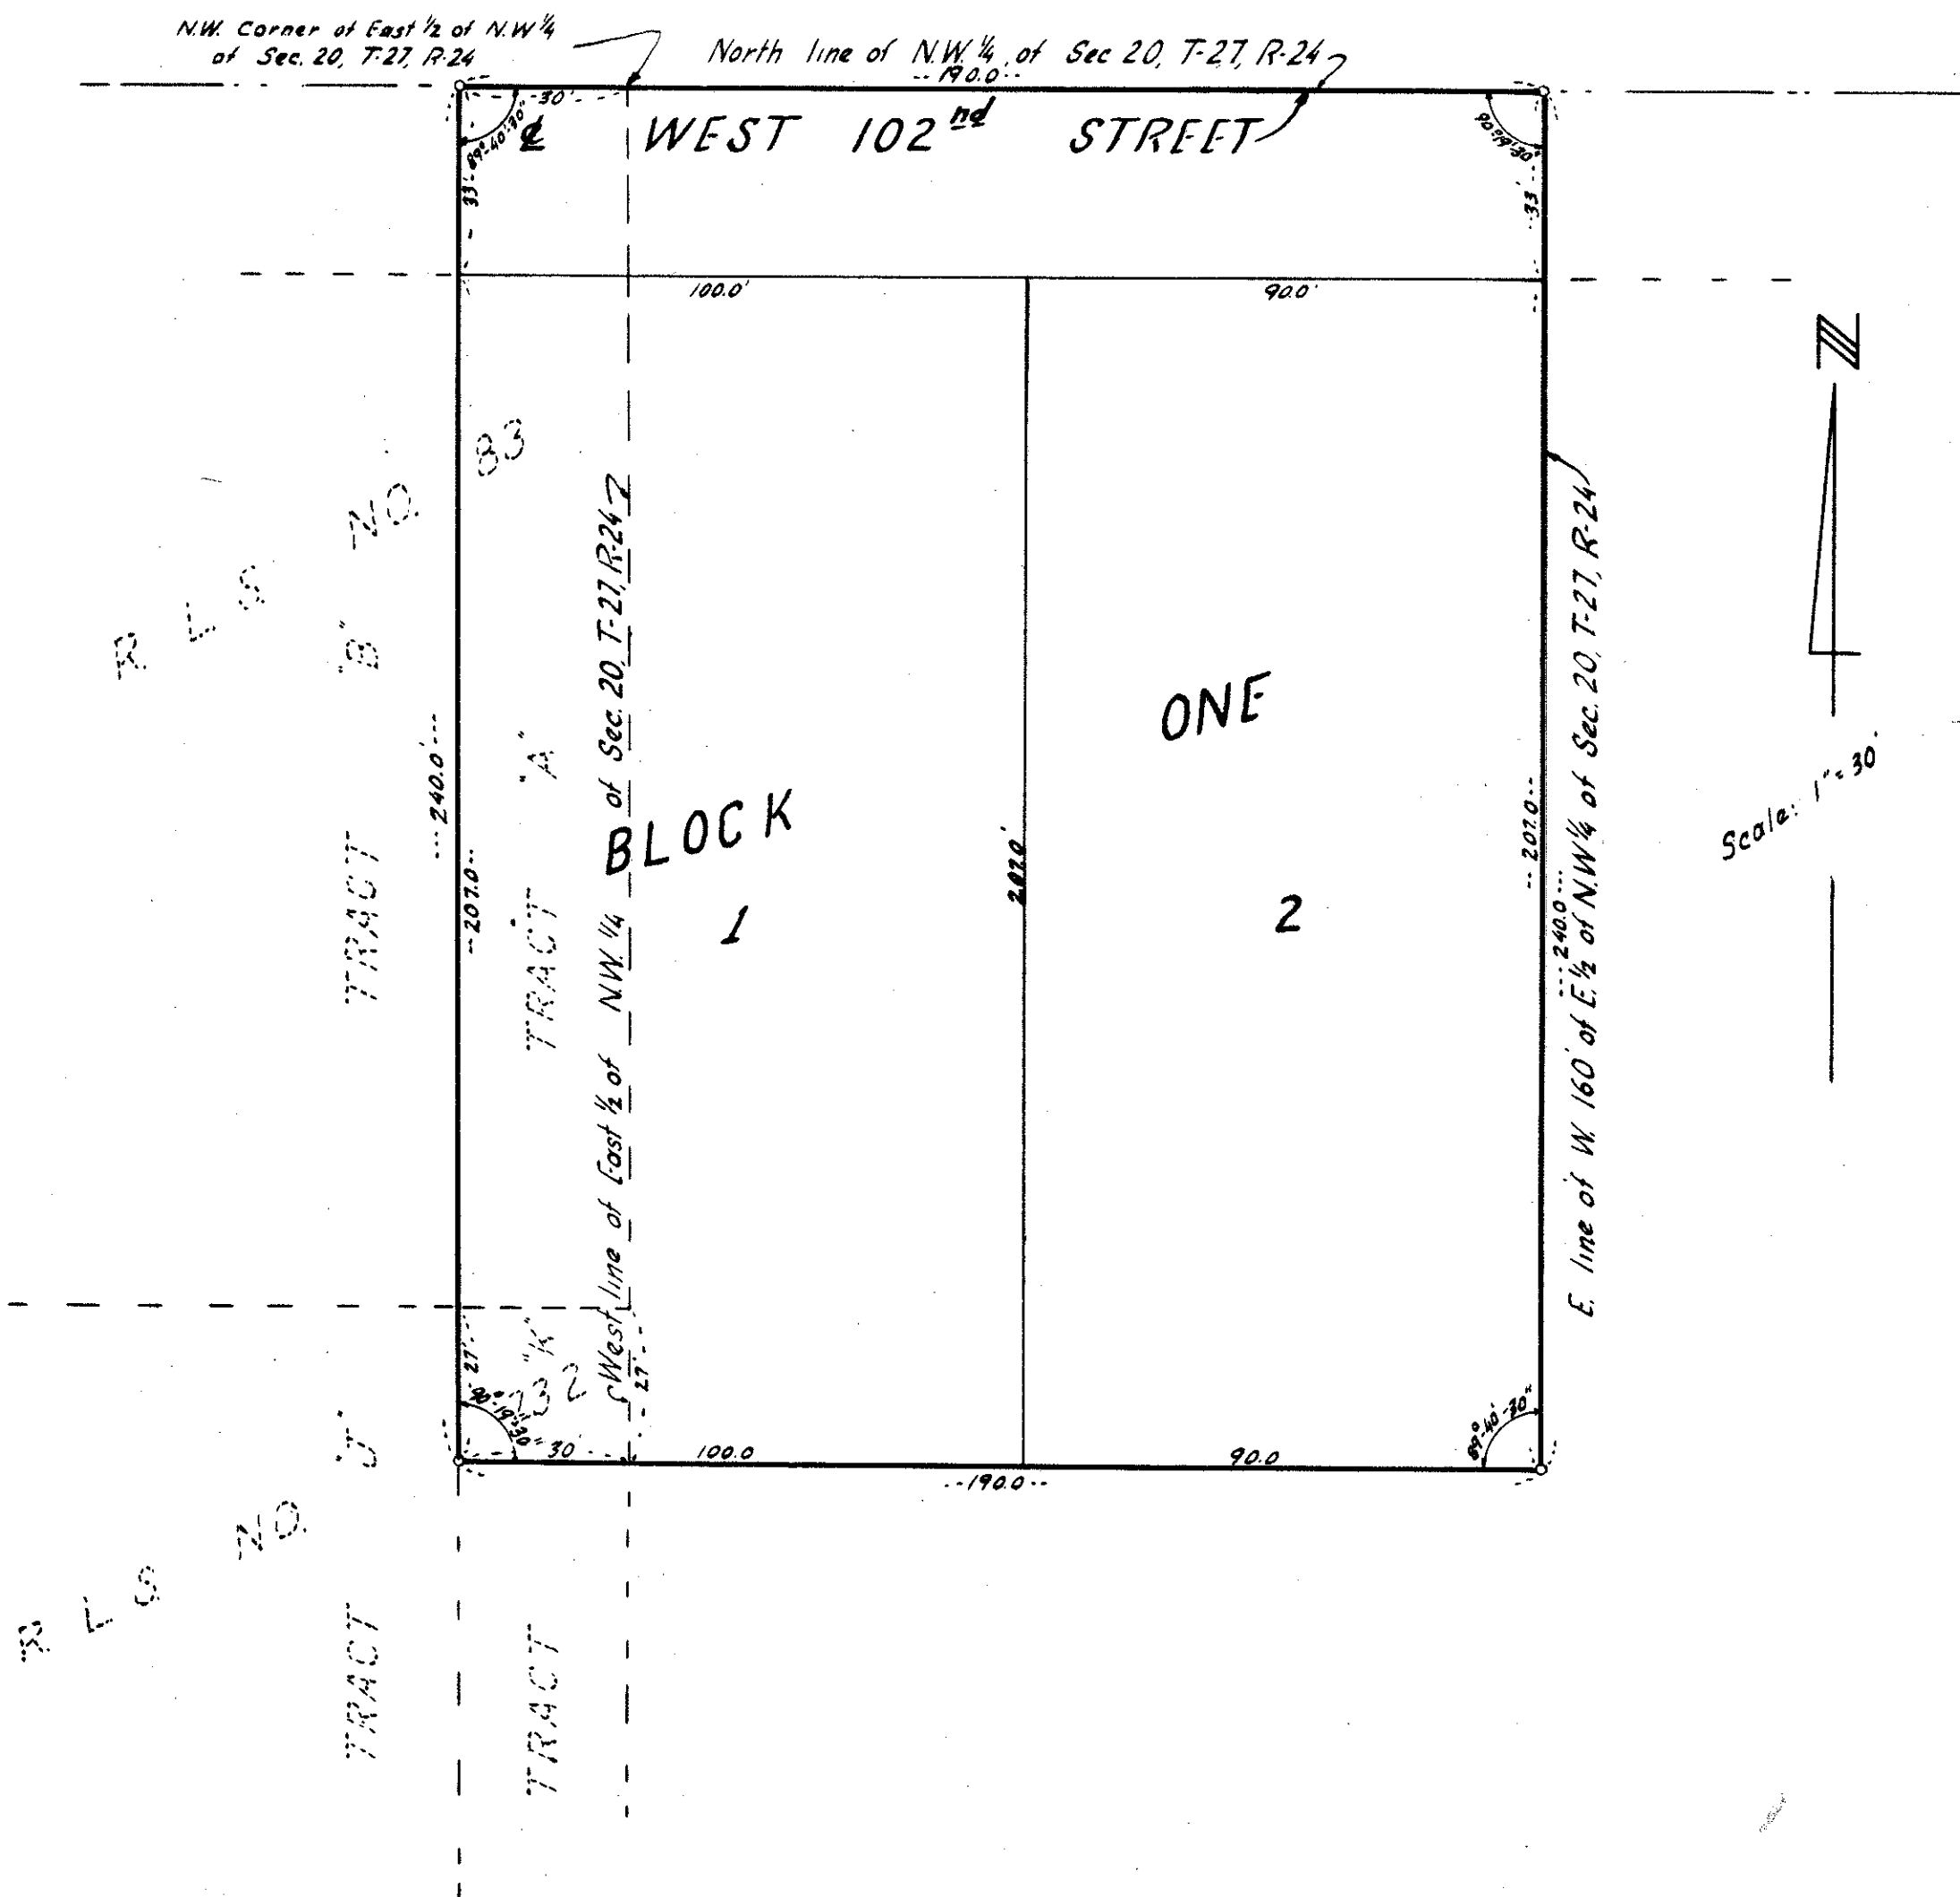 N.W. Corner of East ½ of N.W ¼
of Sec. 20, T-27, R-24
North line of N.W. ¼, of Sec 20, T-27, R-24
--190.0--
30'
89°-40'-30"
90°19'-30"
℄ WEST 102nd STREET
33'
33'
100.0'
90.0'
N
R L S NO. 83
TRACT "B"
TRACT "A"
---240.0'---
--207.0--
West line of East ½ of N.W. ¼ of Sec. 20, T-27, R-24
BLOCK ONE
1
2
207.0'
--207.0--
---240.0---
E. line of W. 160' of E. ½ of N.W ¼ of Sec. 20, T-27, R-24
Scale: 1"=30'
27'
27'
90°-19'-30"
89°-40'-30"
30'
100.0
90.0
--190.0--
R L S NO. 232
TRACT "J"
TRACT "K"